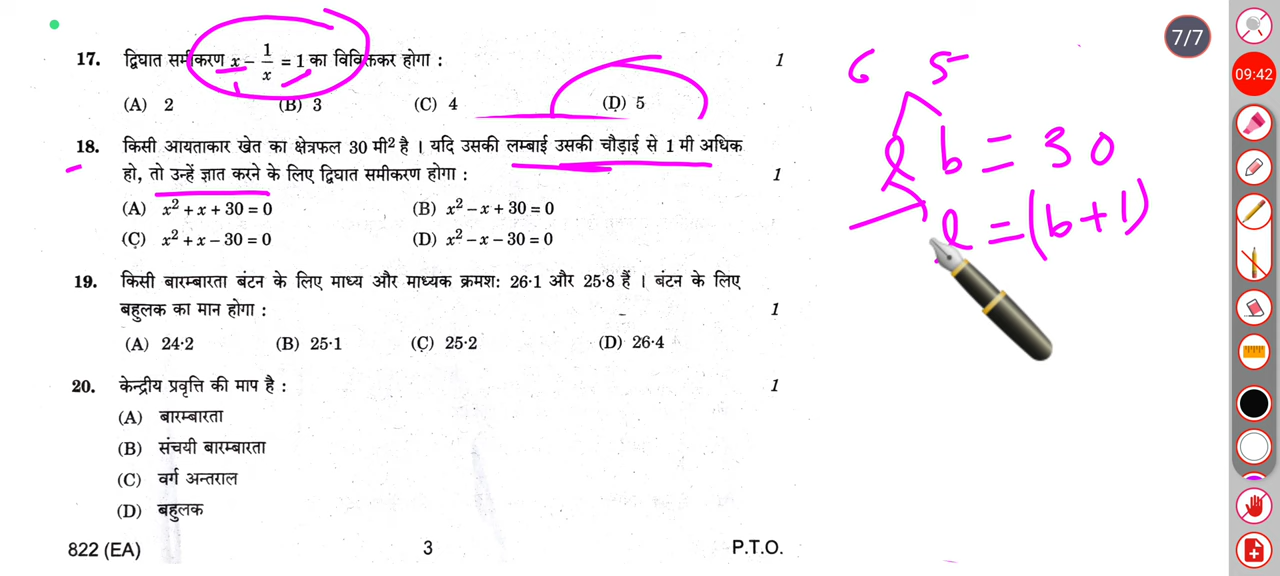 7/7
09:42
17. द्विघात समीकरण x − 1/x = 1 का विविक्तकर होगा : 1
(A) 2 (B) 3 (C) 4 (D) 5
6 5
l b = 30
l = (b + 1)
18. किसी आयताकार खेत का क्षेत्रफल 30 मी² है । यदि उसकी लम्बाई उसकी चौड़ाई से 1 मी अधिक
हो, तो उन्हें ज्ञात करने के लिए द्विघात समीकरण होगा : 1
(A) x² + x + 30 = 0 (B) x² − x + 30 = 0
(C) x² + x − 30 = 0 (D) x² − x − 30 = 0
19. किसी बारम्बारता बंटन के लिए माध्य और माध्यक क्रमशः 26·1 और 25·8 हैं । बंटन के लिए
बहुलक का मान होगा : 1
(A) 24·2 (B) 25·1 (C) 25·2 (D) 26·4
20. केन्द्रीय प्रवृत्ति की माप है : 1
(A) बारम्बारता
(B) संचयी बारम्बारता
(C) वर्ग अन्तराल
(D) बहुलक
822 (EA) 3 P.T.O.